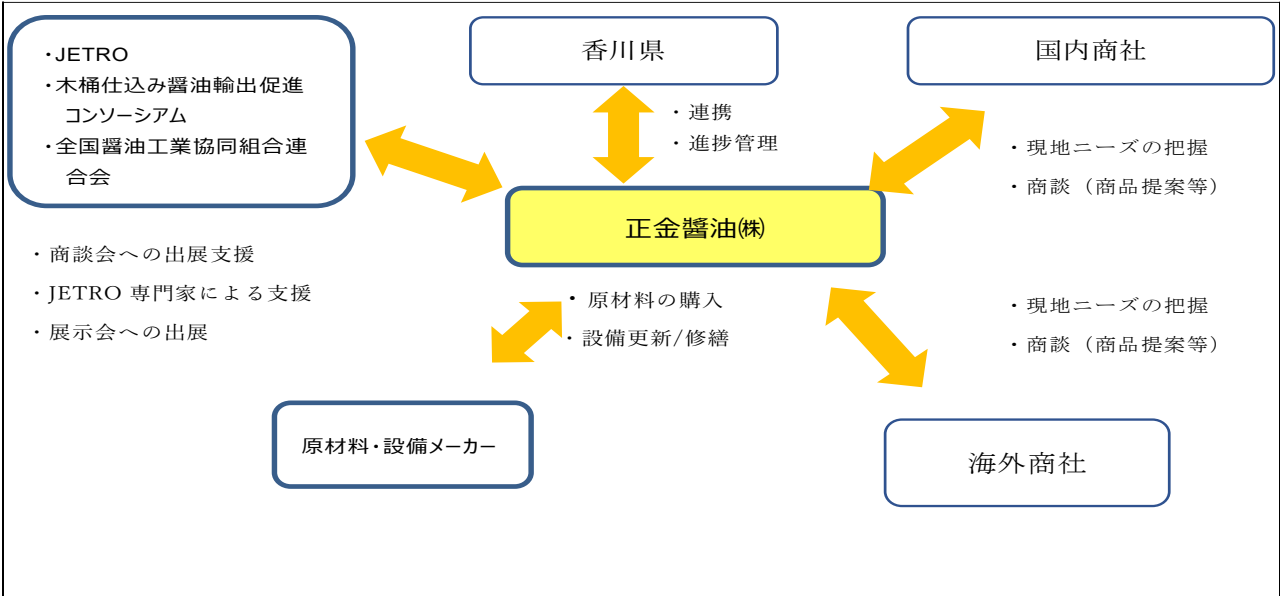 ・JETRO
・木桶仕込み醤油輸出促進
コンソーシアム
・全国醤油工業協同組合連
合会
香川県
国内商社
・連携
・進捗管理
・現地ニーズの把握
・商談（商品提案等）
正金醬油㈱
・商談会への出展支援
・JETRO 専門家による支援
・展示会への出展
・原材料の購入
・設備更新/修繕
・現地ニーズの把握
・商談（商品提案等）
原材料・設備メーカー
海外商社